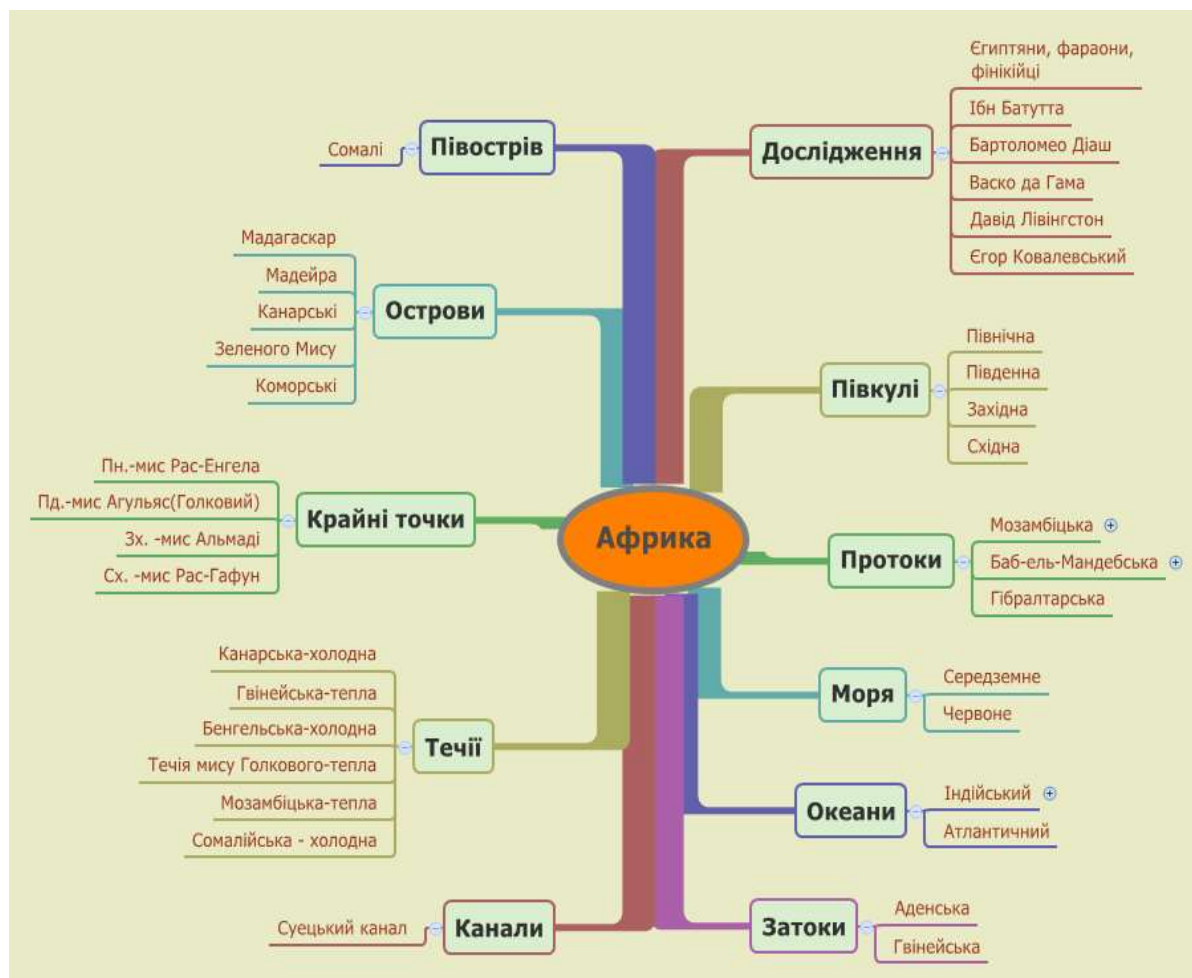 Африка
Півострів
Сомалі
Острови
Мадагаскар
Мадейра
Канарські
Зеленого Мису
Коморські
Крайні точки
Пн.-мис Рас-Енгела
Пд.-мис Агульяс(Голковий)
Зх. -мис Альмаді
Сх. -мис Рас-Гафун
Течії
Канарська-холодна
Гвінейська-тепла
Бенгельська-холодна
Течія мису Голкового-тепла
Мозамбіцька-тепла
Сомалійська - холодна
Канали
Суецький канал
Дослідження
Єгиптяни, фараони,
фінікійці
Ібн Батутта
Бартоломео Діаш
Васко да Гама
Давід Лівінгстон
Єгор Ковалевський
Півкулі
Північна
Південна
Західна
Східна
Протоки
Мозамбіцька
Баб-ель-Мандебська
Гібралтарська
Моря
Середземне
Червоне
Океани
Індійський
Атлантичний
Затоки
Аденська
Гвінейська